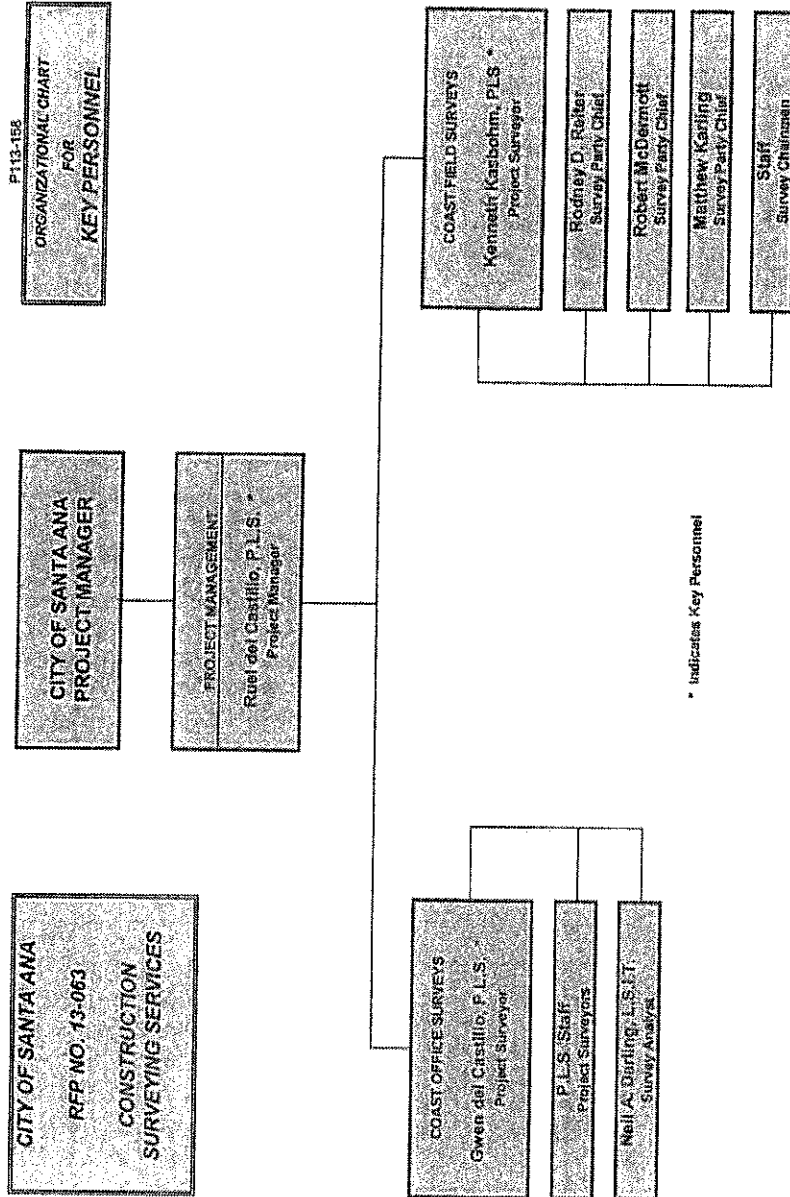 CITY OF SANTA ANA
RFP NO. 13-063
CONSTRUCTION
SURVEYING SERVICES
CITY OF SANTA ANA
PROJECT MANAGER
P113-158
ORGANIZATIONAL CHART
FOR
KEY PERSONNEL
PROJECT MANAGEMENT
Ruel del Castillo, P.L.S. *
Project Manager
COAST OFFICE SURVEYS
Gwen del Castillo, P.L.S. *
Project Surveyor
P.L.S. Staff
Project Surveyors
Neil A. Darling, L.S.I.T.
Survey Analyst
COAST FIELD SURVEYS
Kenneth Kasbohm, PLS *
Project Surveyor
Rodney D. Reiter
Survey Party Chief
Robert McDermott
Survey Party Chief
Matthew Karling
Survey Party Chief
Staff
Survey Chainmen
* Indicates Key Personnel